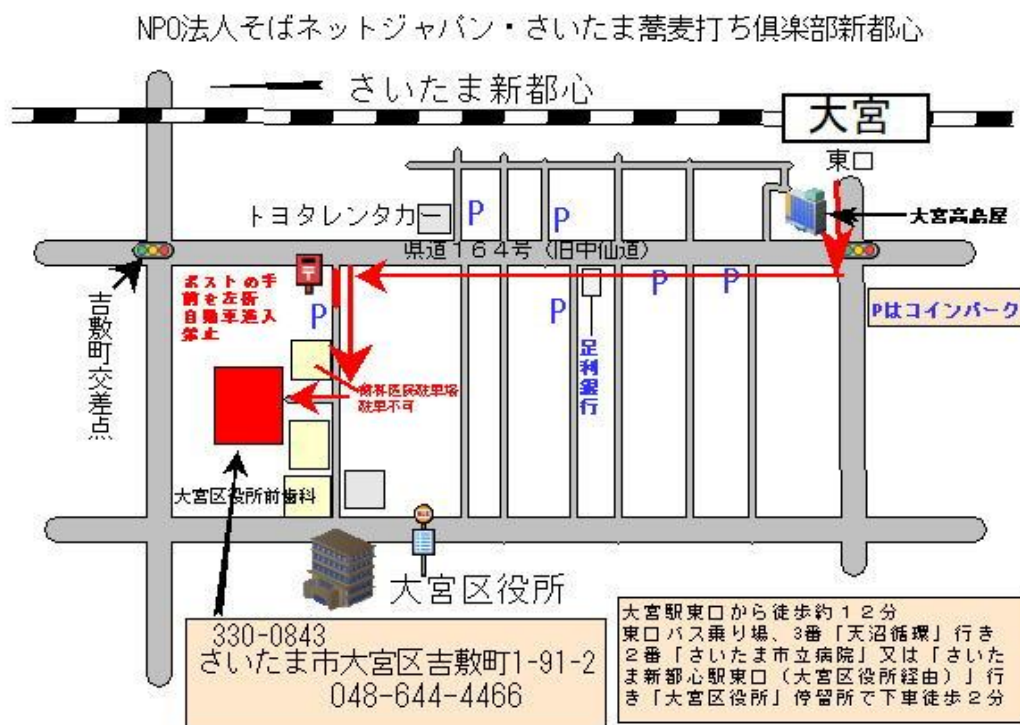 NPO法人そばネットジャパン・さいたま蕎麦打ち倶楽部新都心
さいたま新都心
大宮
東口
トヨタレンタカー
P
P
大宮高島屋
県道164号(旧中仙道)
ポストの手
前を左折
自動車進入
禁止
P
P
P
P
Pはコインパーク
吉敷町交差点
足利銀行
歯科医院駐車場
駐車不可
大宮区役所前歯科
大宮区役所
330-0843
さいたま市大宮区吉敷町1-91-2
048-644-4466
大宮駅東口から徒歩約12分
東口バス乗り場、3番「天沼循環」行き
2番「さいたま市立病院」又は「さいた
ま新都心駅東口(大宮区役所経由)」行
き「大宮区役所」停留所で下車徒歩2分